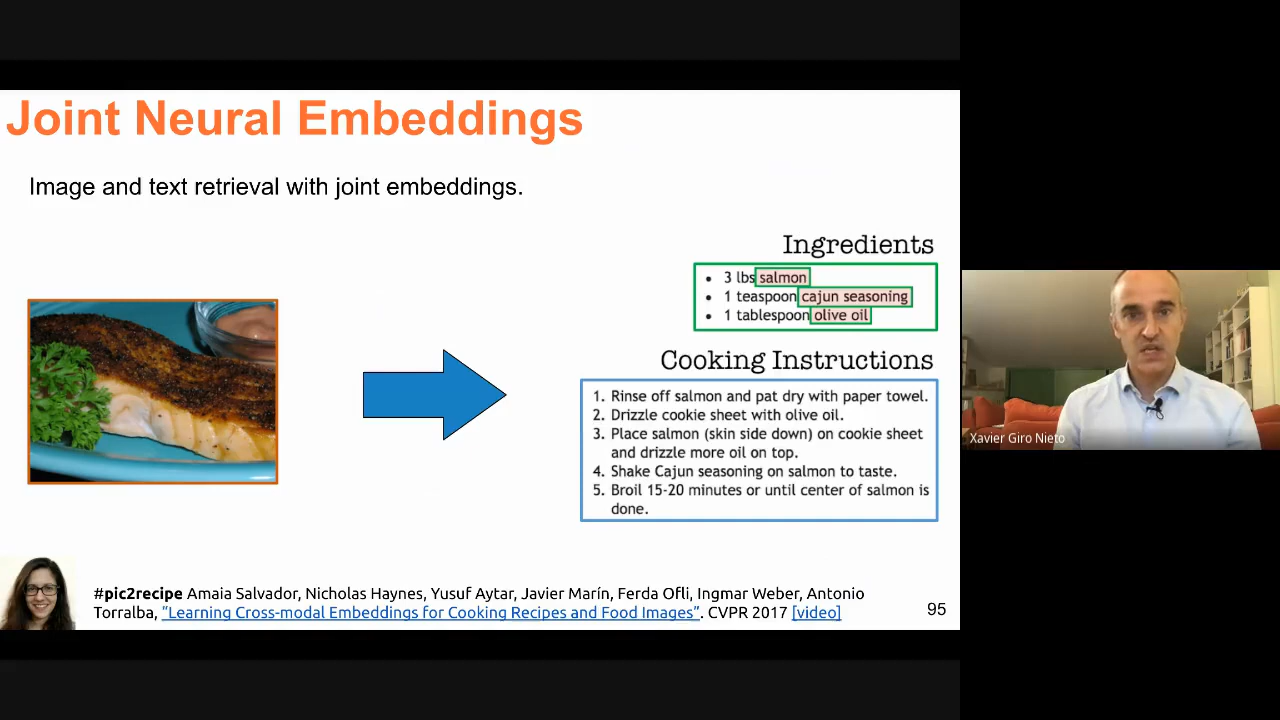 Joint Neural Embeddings
Image and text retrieval with joint embeddings.
Ingredients
• 3 lbs salmon
• 1 teaspoon cajun seasoning
• 1 tablespoon olive oil
Cooking Instructions
1. Rinse off salmon and pat dry with paper towel.
2. Drizzle cookie sheet with olive oil.
3. Place salmon (skin side down) on cookie sheet
and drizzle more oil on top.
4. Shake Cajun seasoning on salmon to taste.
5. Broil 15-20 minutes or until center of salmon is
done.
#pic2recipe Amaia Salvador, Nicholas Haynes, Yusuf Aytar, Javier Marín, Ferda Ofli, Ingmar Weber, Antonio
Torralba, “Learning Cross-modal Embeddings for Cooking Recipes and Food Images”. CVPR 2017 [video]
95
Xavier Giro Nieto